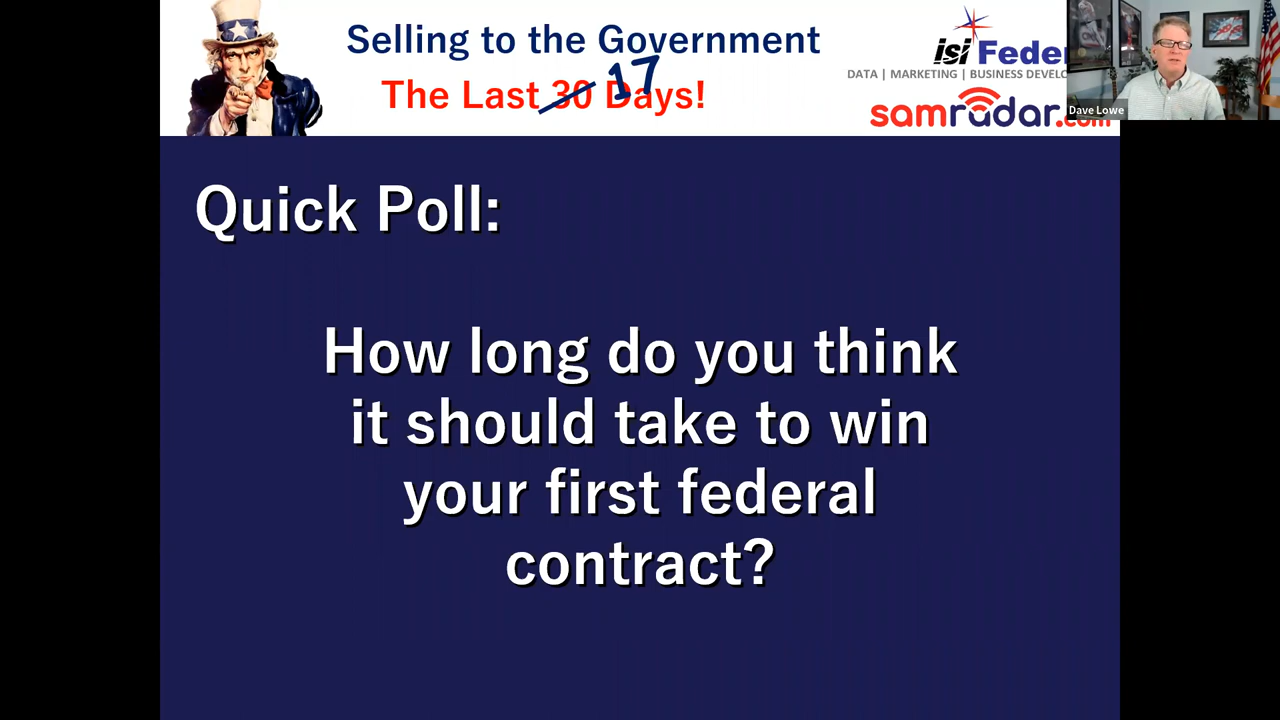 Selling to the Government
The Last 30 17 Days!
isi Feder
DATA | MARKETING | BUSINESS DEVELO
samradar.com
Dave Lowe
Quick Poll:
How long do you think
it should take to win
your first federal
contract?